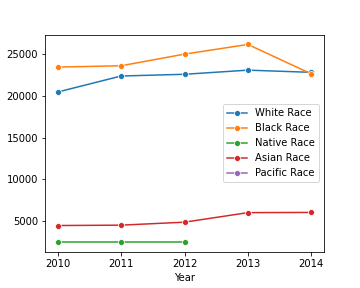 25000
20000
15000
10000
5000
White Race
Black Race
Native Race
Asian Race
Pacific Race
2010 2011 2012 2013 2014
Year